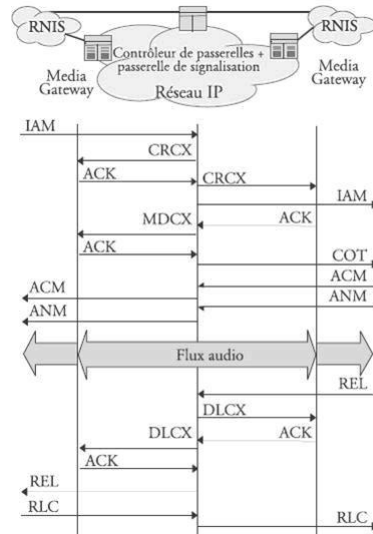 RNIS
RNIS
Contrôleur de passerelles +
passerelle de signalisation
Media
Gateway
Réseau IP
Media
Gateway
IAM
CRCX
ACK
CRCX
IAM
MDCX
ACK
ACK
COT
ACM
ACM
ANM
ANM
Flux audio
REL
DLCX
DLCX
ACK
ACK
REL
RLC
RLC